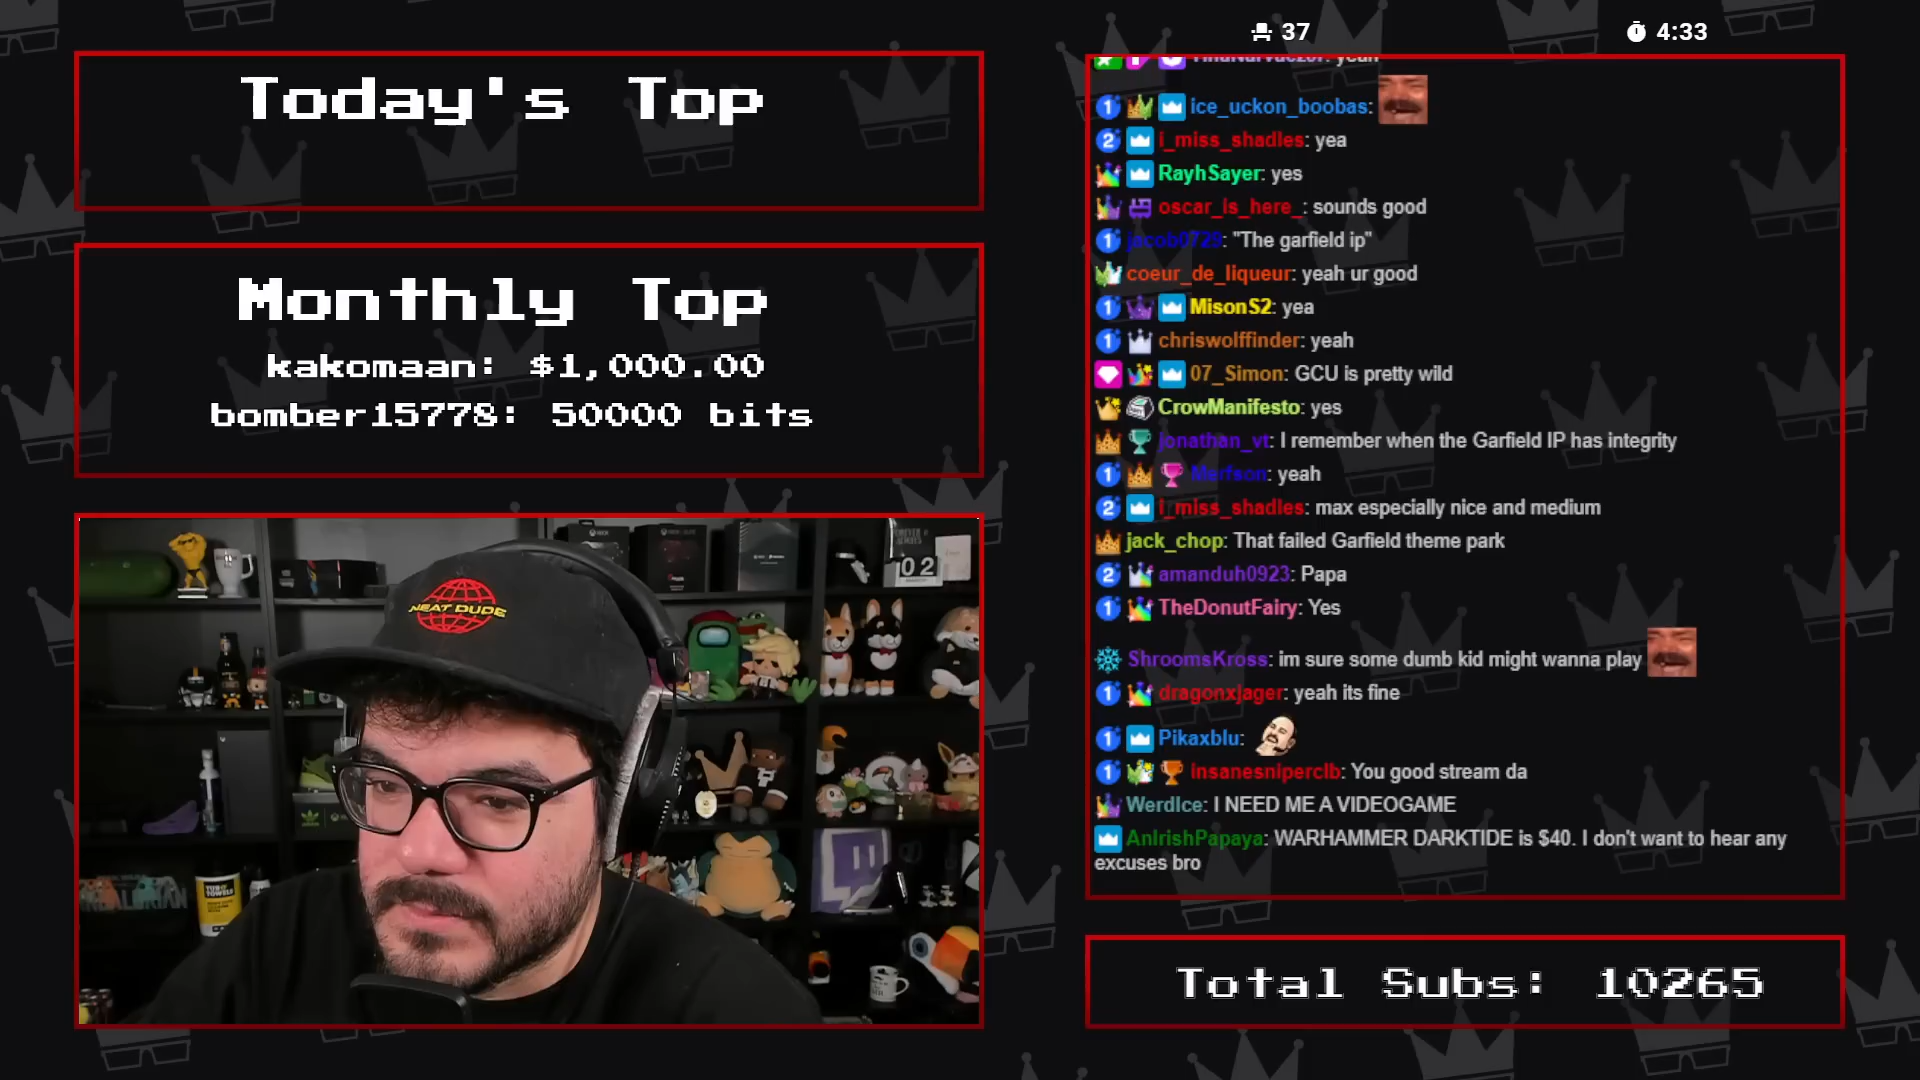 37
4:33
Today's Top
Monthly Top
kakomaan: $1,000.00
bomber15778: 50000 bits
ice_uckon_boobas:
i_miss_shadles: yea
RayhSayer: yes
oscar_is_here_: sounds good
jacob0729: "The garfield ip"
coeur_de_liqueur: yeah ur good
MisonS2: yea
chriswolffinder: yeah
07_Simon: GCU is pretty wild
CrowManifesto: yes
jonathan_vt: I remember when the Garfield IP has integrity
Merfson: yeah
i_miss_shadles: max especially nice and medium
jack_chop: That failed Garfield theme park
amanduh0923: Papa
TheDonutFairy: Yes
ShroomsKross: im sure some dumb kid might wanna play
dragonxjager: yeah its fine
Pikaxblu:
insanesniperclb: You good stream da
WerdIce: I NEED ME A VIDEOGAME
AnIrishPapaya: WARHAMMER DARKTIDE is $40. I don't want to hear any
excuses bro
NEAT DUDE
02
Total Subs: 10265